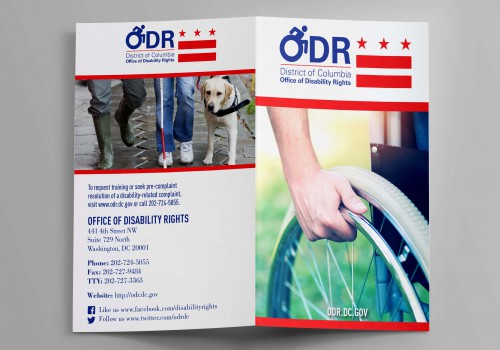 ODR
District of Columbia
Office of Disability Rights
To request training or seek pre-complaint
resolution of a disability-related complaint,
visit www.odr.dc.gov or call 202-724-5055.
OFFICE OF DISABILITY RIGHTS
441 4th Street NW
Suite 729 North
Washington, DC 20001
Phone: 202-724-5055
Fax: 202-727-9484
TTY: 202-727-3363
Website: http://odr.dc.gov
Like us www.facebook.com/disabilityrights
Follow us www.twitter.com/odrdc
ODR
District of Columbia
Office of Disability Rights
ODR.DC.GOV